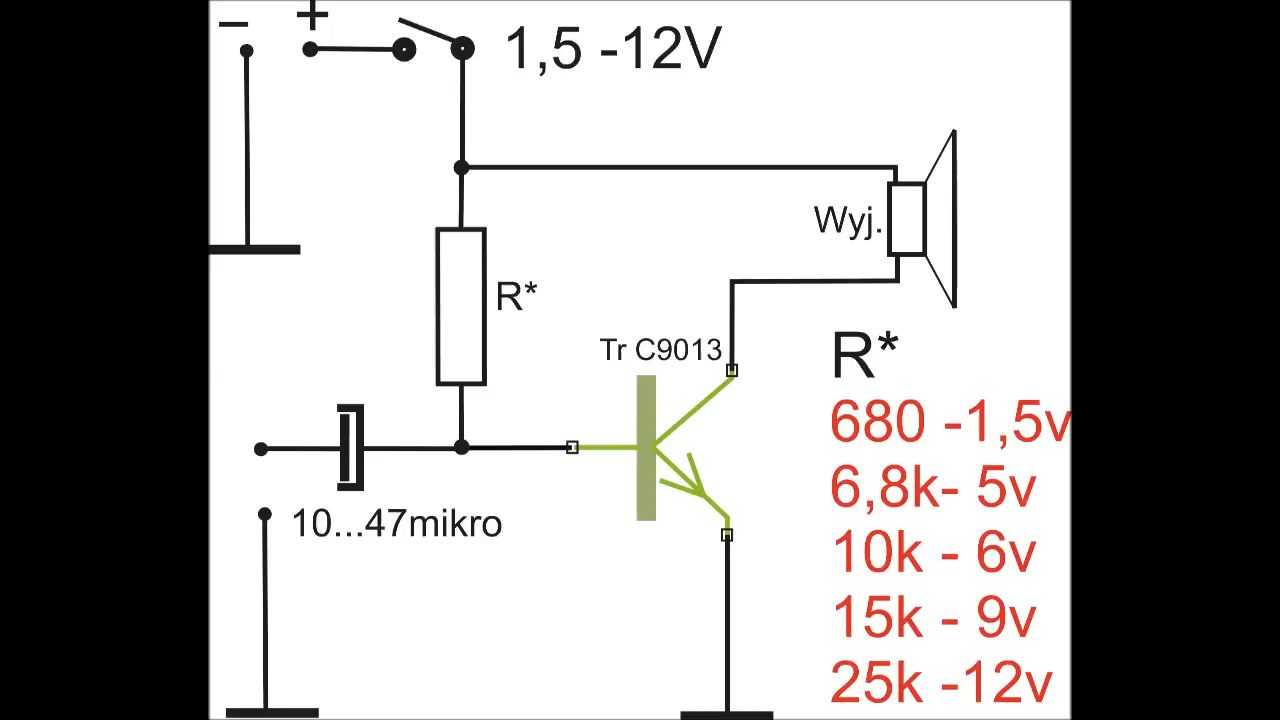 – +
1,5 -12V
Wyj.
R*
Tr C9013
R*
680 -1,5v
6,8k- 5v
10...47mikro
10k - 6v
15k - 9v
25k -12v